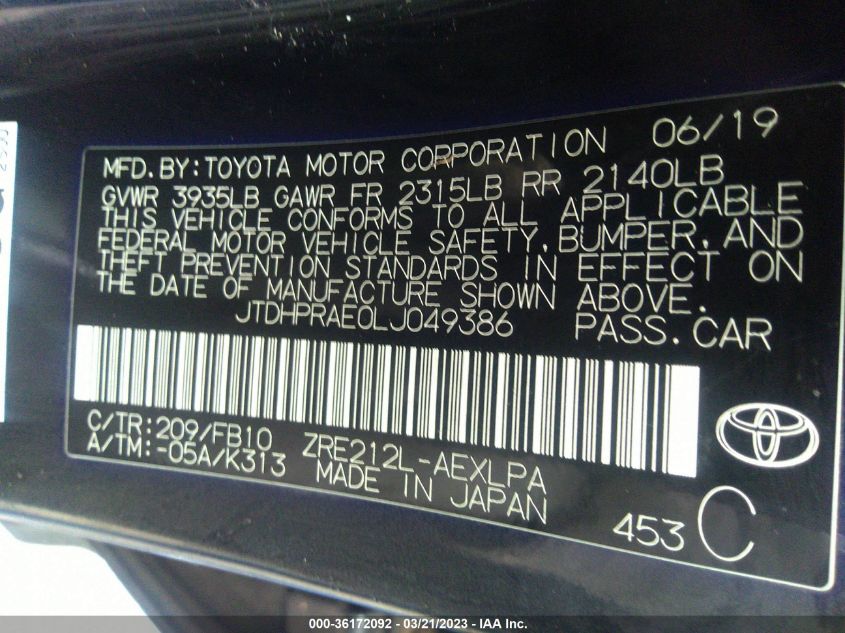 MFD.BY:TOYOTA MOTOR CORPORATION 06/19
GVWR 3935LB GAWR FR 2315LB RR 2140LB
THIS VEHICLE CONFORMS TO ALL APPLICABLE
FEDERAL MOTOR VEHICLE SAFETY,BUMPER,AND
THEFT PREVENTION STANDARDS IN EFFECT ON
THE DATE OF MANUFACTURE SHOWN ABOVE.
JTDHPRAE0LJ049386 PASS.CAR
C/TR:209/FB10 ZRE212L-AEXLPA
A/TM:-05A/K313 MADE IN JAPAN
453 C
000-36172092 - 03/21/2023 - IAA Inc.